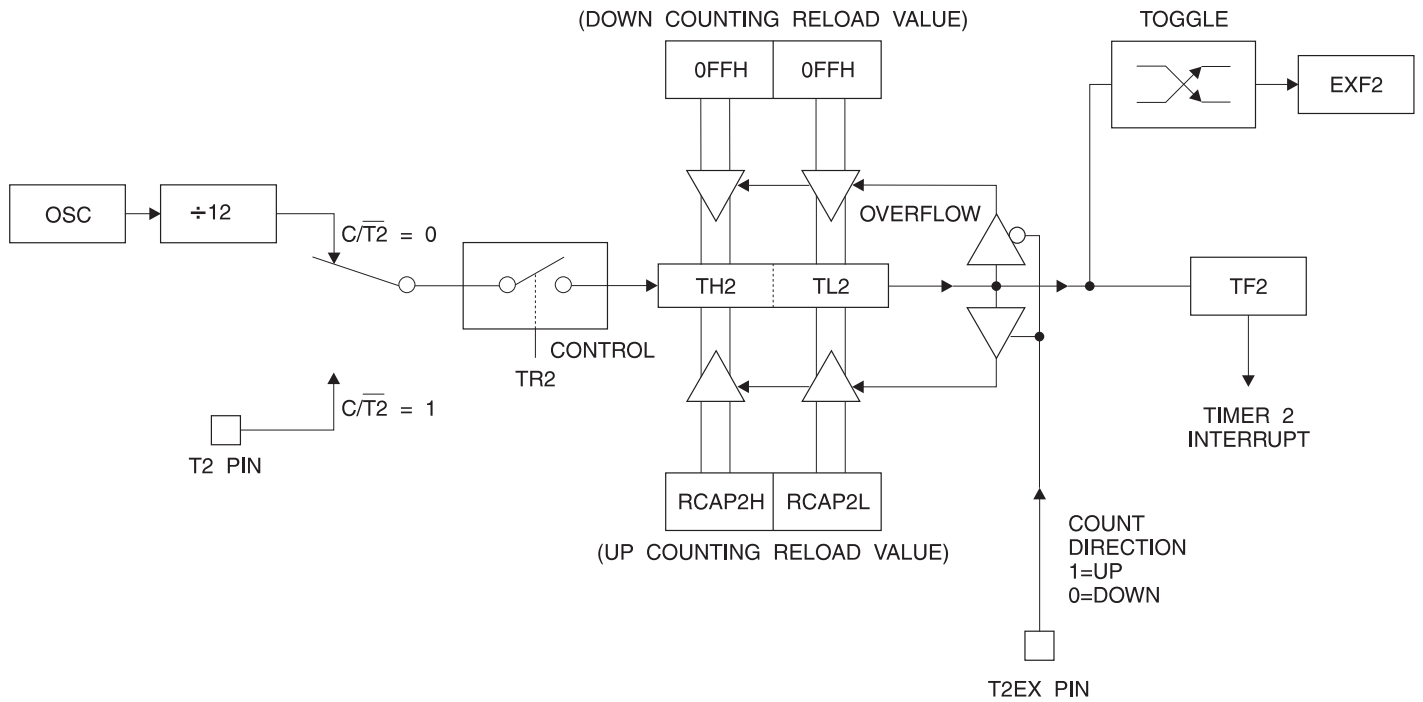 (DOWN COUNTING RELOAD VALUE)
TOGGLE
0FFH
0FFH
EXF2
OSC
÷12
C/T2̅ = 0
OVERFLOW
TH2
TL2
TF2
CONTROL
TR2
C/T2̅ = 1
T2 PIN
TIMER 2
INTERRUPT
RCAP2H
RCAP2L
(UP COUNTING RELOAD VALUE)
COUNT
DIRECTION
1=UP
0=DOWN
T2EX PIN